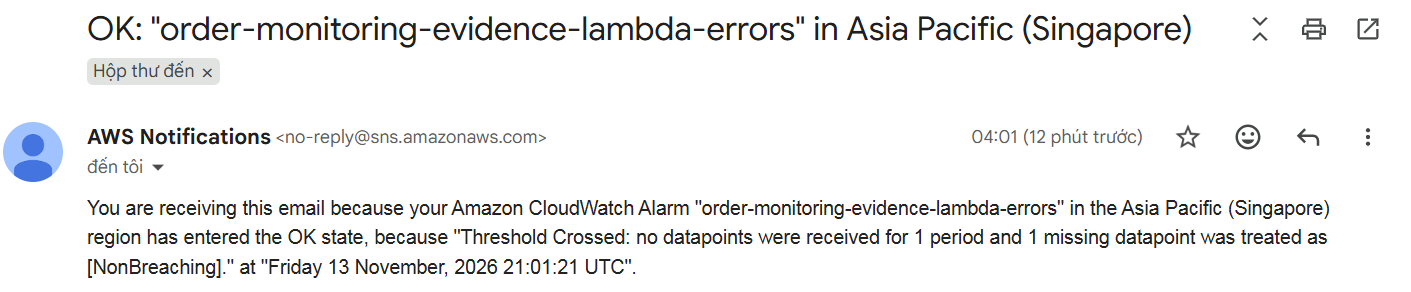 OK: "order-monitoring-evidence-lambda-errors" in Asia Pacific (Singapore)
Hộp thư đến ×
AWS Notifications <no-reply@sns.amazonaws.com>
04:01 (12 phút trước)
đến tôi
You are receiving this email because your Amazon CloudWatch Alarm "order-monitoring-evidence-lambda-errors" in the Asia Pacific (Singapore)
region has entered the OK state, because "Threshold Crossed: no datapoints were received for 1 period and 1 missing datapoint was treated as
[NonBreaching]." at "Friday 13 November, 2026 21:01:21 UTC".